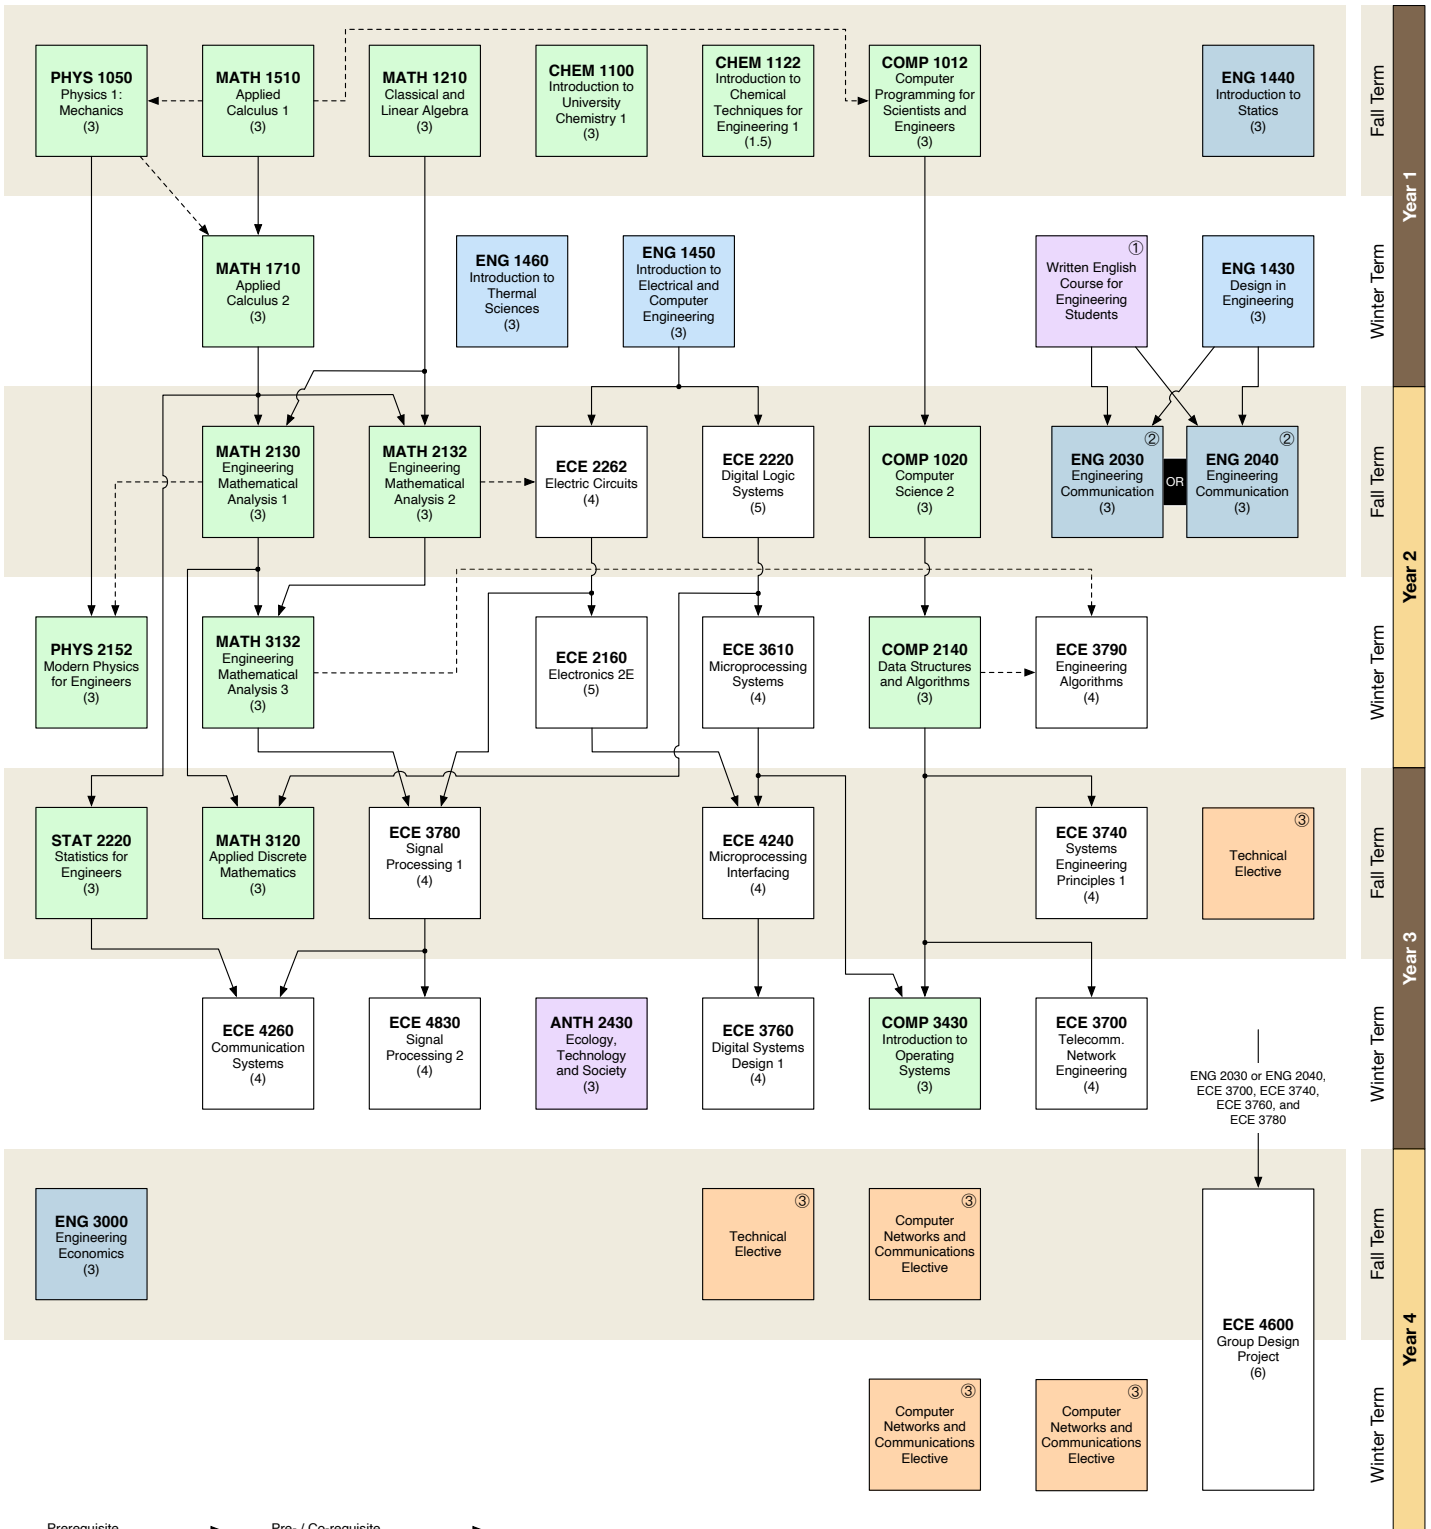 PHYS 1050
Physics 1:
Mechanics
(3)
MATH 1510
Applied
Calculus 1
(3)
MATH 1210
Classical and
Linear Algebra
(3)
CHEM 1100
Introduction to
University
Chemistry 1
(3)
CHEM 1122
Introduction to
Chemical
Techniques for
Engineering 1
(1.5)
COMP 1012
Computer
Programming for
Scientists and
Engineers
(3)
ENG 1440
Introduction to
Statics
(3)
Fall Term
Year 1
MATH 1710
Applied
Calculus 2
(3)
ENG 1460
Introduction to
Thermal
Sciences
(3)
ENG 1450
Introduction to
Electrical and
Computer
Engineering
(3)
①
Written English
Course for
Engineering
Students
ENG 1430
Design in
Engineering
(3)
Winter Term
MATH 2130
Engineering
Mathematical
Analysis 1
(3)
MATH 2132
Engineering
Mathematical
Analysis 2
(3)
ECE 2262
Electric Circuits
(4)
ECE 2220
Digital Logic
Systems
(5)
COMP 1020
Computer
Science 2
(3)
②
ENG 2030
Engineering
Communication
(3)
OR
②
ENG 2040
Engineering
Communication
(3)
Fall Term
Year 2
PHYS 2152
Modern Physics
for Engineers
(3)
MATH 3132
Engineering
Mathematical
Analysis 3
(3)
ECE 2160
Electronics 2E
(5)
ECE 3610
Microprocessing
Systems
(4)
COMP 2140
Data Structures
and Algorithms
(3)
ECE 3790
Engineering
Algorithms
(4)
Winter Term
STAT 2220
Statistics for
Engineers
(3)
MATH 3120
Applied Discrete
Mathematics
(3)
ECE 3780
Signal
Processing 1
(4)
ECE 4240
Microprocessing
Interfacing
(4)
ECE 3740
Systems
Engineering
Principles 1
(4)
③
Technical
Elective
Fall Term
Year 3
ECE 4260
Communication
Systems
(4)
ECE 4830
Signal
Processing 2
(4)
ANTH 2430
Ecology,
Technology
and Society
(3)
ECE 3760
Digital Systems
Design 1
(4)
COMP 3430
Introduction to
Operating
Systems
(3)
ECE 3700
Telecomm.
Network
Engineering
(4)
ENG 2030 or ENG 2040,
ECE 3700, ECE 3740,
ECE 3760, and
ECE 3780
Winter Term
ENG 3000
Engineering
Economics
(3)
③
Technical
Elective
③
Computer
Networks and
Communications
Elective
ECE 4600
Group Design
Project
(6)
Fall Term
Year 4
③
Computer
Networks and
Communications
Elective
③
Computer
Networks and
Communications
Elective
Winter Term
Prerequisite
Pre- / Co-requisite